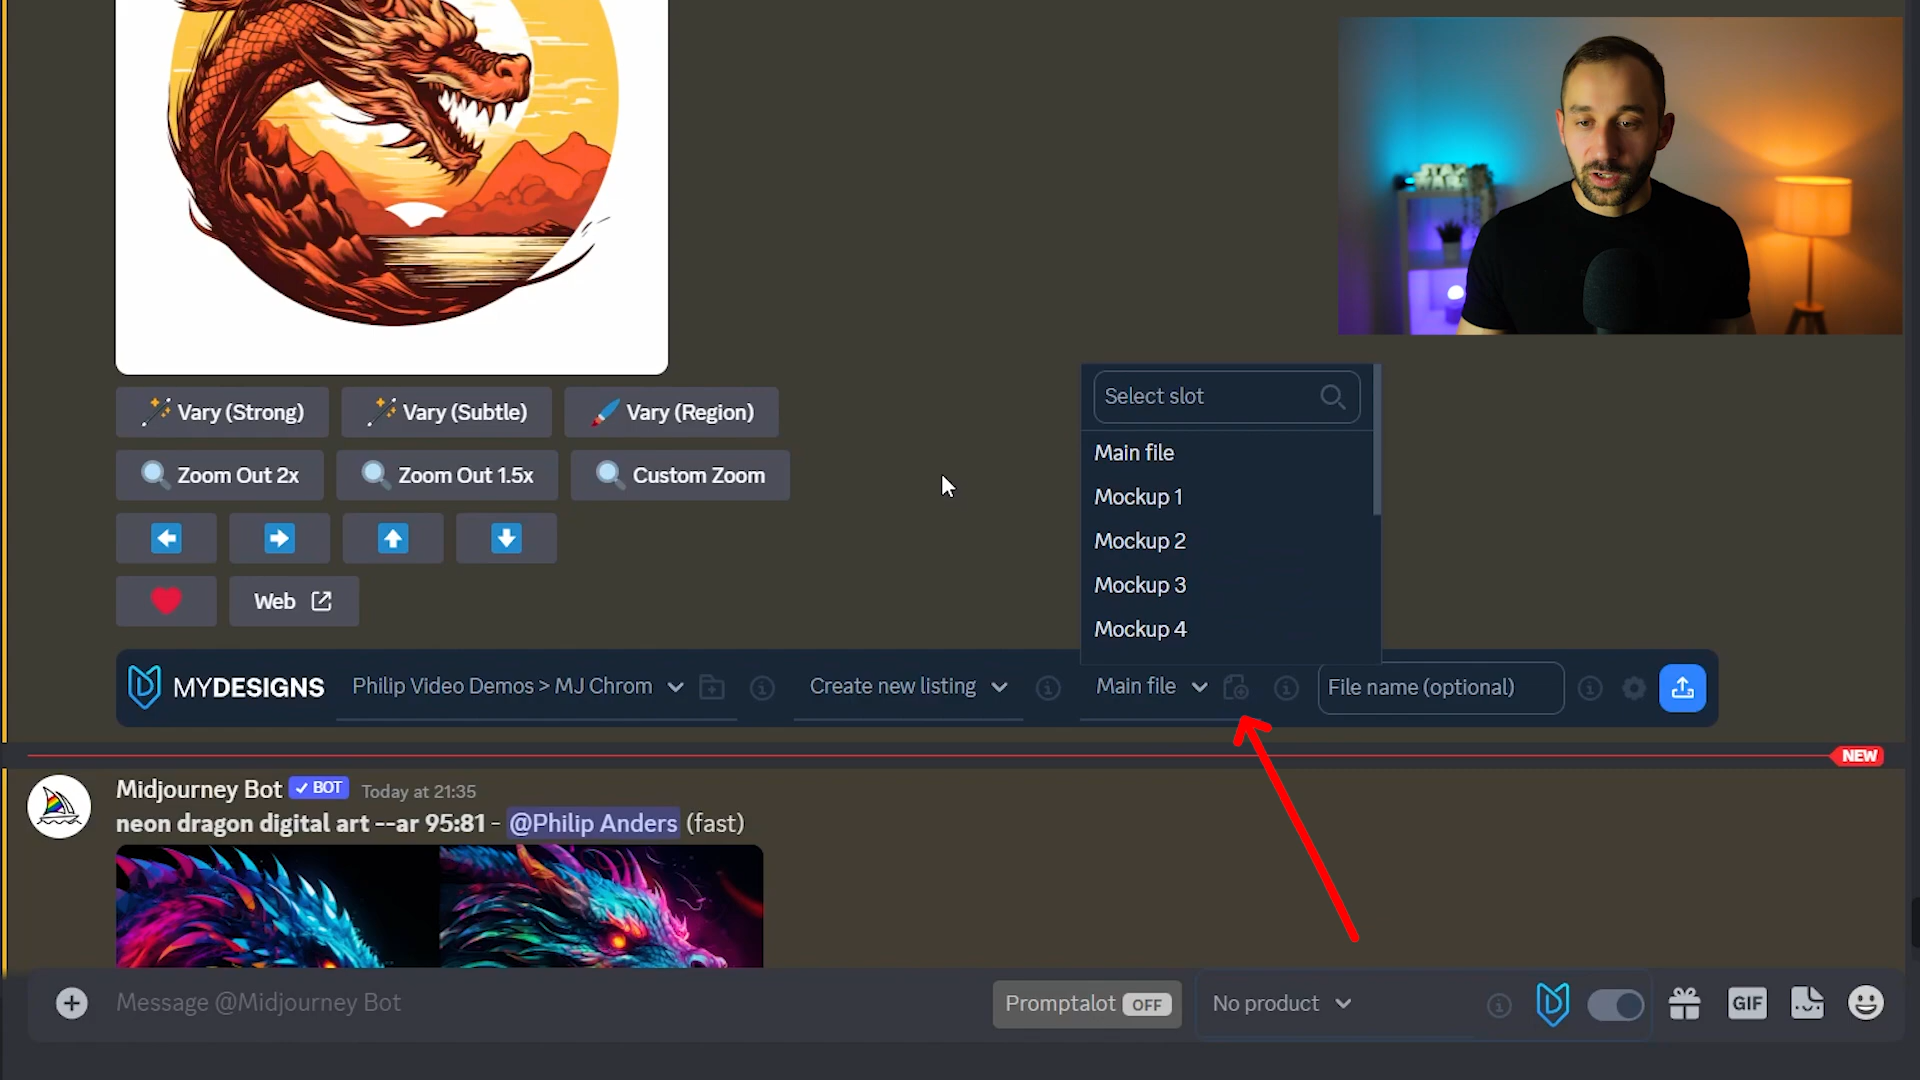 STAR
WARS
Vary (Strong) Vary (Subtle) Vary (Region)
Zoom Out 2x Zoom Out 1.5x Custom Zoom
Web
Select slot
Main file
Mockup 1
Mockup 2
Mockup 3
Mockup 4
MYDESIGNS Philip Video Demos > MJ Chrom Create new listing Main file File name (optional)
NEW
Midjourney Bot ✓ BOT Today at 21:35
neon dragon digital art --ar 95:81 - @Philip Anders (fast)
Message @Midjourney Bot Promptalot OFF No product GIF